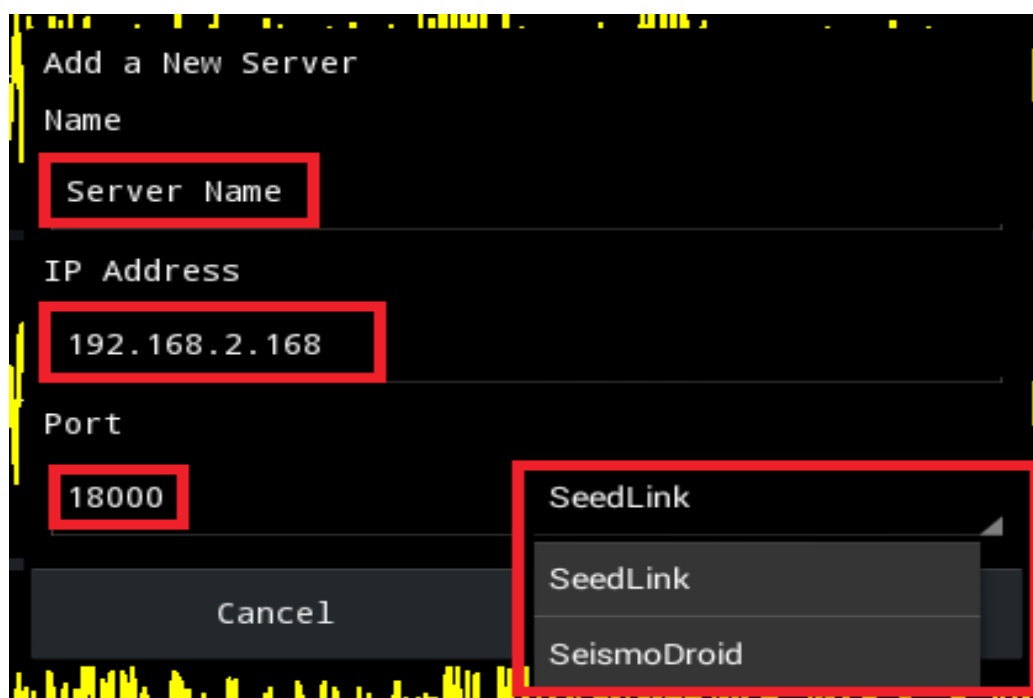 Add a New Server
Name
Server Name
IP Address
192.168.2.168
Port
18000
SeedLink
SeedLink
SeismoDroid
Cancel